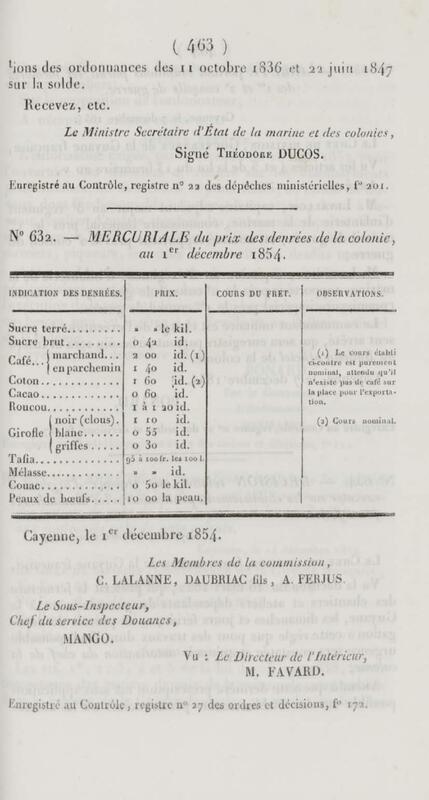 ( 463 )
tions des ordonnances des 11 octobre 1836 et 22 juin 1847
sur la solde.
Recevez, etc.
Le Ministre Secrétaire d'État de la marine et des colonies,
Signé THÉODORE DUCOS.
Enregistré au Contrôle, registre n° 22 des dépêches ministérielles, f° 201.
N° 632. — MERCURIALE du prix des denrées de la colonie,
au 1er décembre 1854.
INDICATION DES DENRÉES. PRIX. COURS DU FRET. OBSERVATIONS.
Sucre terré......... » » le kil.
Sucre brut......... 0 42 id.
Café... { marchand... 2 00 id. (1)
{ en parchemin 1 40 id.
Coton............... 1 60 id. (2)
Cacao............... 0 60 id.
Roucou.............. 1 à 1 20 id.
Girofle { noir (clous). 1 10 id.
{ blanc....... 0 55 id.
{ griffes..... 0 30 id.
Tafia............... 95 à 100 fr. les 100 l.
Mélasse............. » » id.
Couac............... 0 50 le kil.
Peaux de bœufs..... 10 00 la peau.
(1) Le cours établi
ci-contre est purement
nominal, attendu qu'il
n'existe pas de café sur
la place pour l'exporta-
tion.
(2) Cours nominal.
Cayenne, le 1er décembre 1854.
Les Membres de la commission,
C. LALANNE, DAUBRIAC fils, A. FERJUS.
Le Sous-Inspecteur,
Chef du service des Douanes,
MANGO.
Vu : Le Directeur de l'Intérieur,
M. FAVARD.
Enregistré au Contrôle, registre n° 27 des ordres et décisions, f° 172.